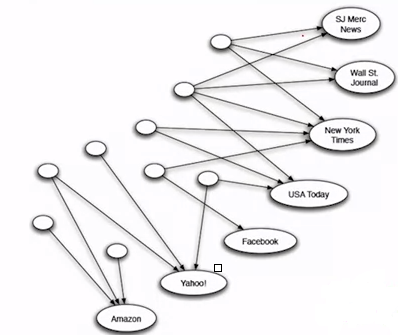 SJ Merc
News
Wall St.
Journal
New York
Times
USA Today
Facebook
Yahoo!
Amazon